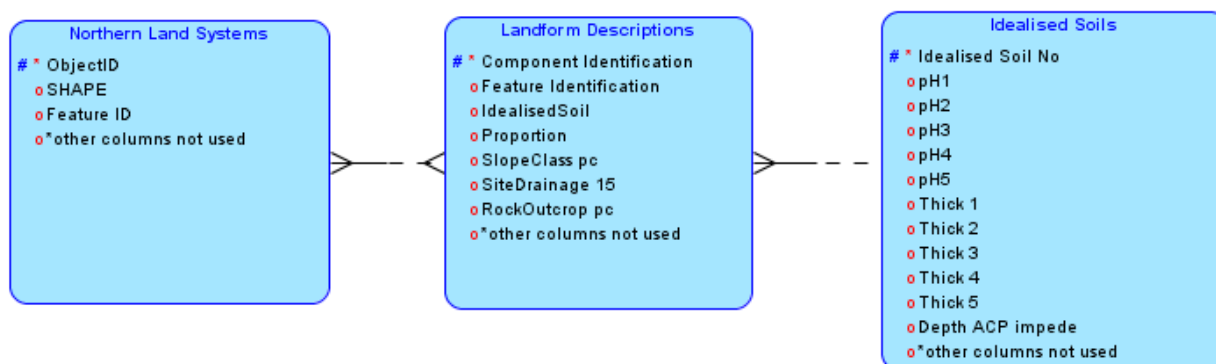 Northern Land Systems
# * ObjectID
o SHAPE
o Feature ID
o *other columns not used
Landform Descriptions
# * Component Identification
o Feature Identification
o IdealisedSoil
o Proportion
o SlopeClass pc
o SiteDrainage 15
o RockOutcrop pc
o *other columns not used
Idealised Soils
# * Idealised Soil No
o pH1
o pH2
o pH3
o pH4
o pH5
o Thick 1
o Thick 2
o Thick 3
o Thick 4
o Thick 5
o Depth ACP impede
o *other columns not used